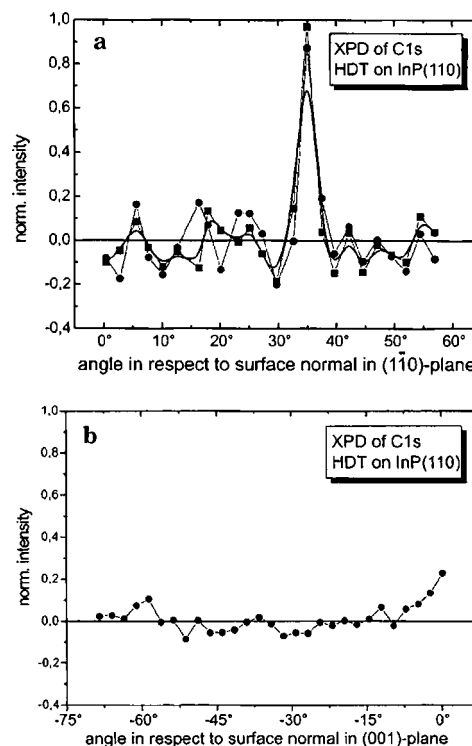 a
XPD of C1s
HDT on InP(110)
norm. intensity
1,0
0,8
0,6
0,4
0,2
0,0
-0,2
0,4
0° 10° 20° 30° 40° 50° 60°
angle in respect to surface normal in (11̅0)-plane
b
XPD of C1s
HDT on InP(110)
norm. intensity
1,0
0,8
0,6
0,4
0,2
0,0
-0,2
-0,4
-75° -60° -45° -30° -15° 0°
angle in respect to surface normal in (001)-plane